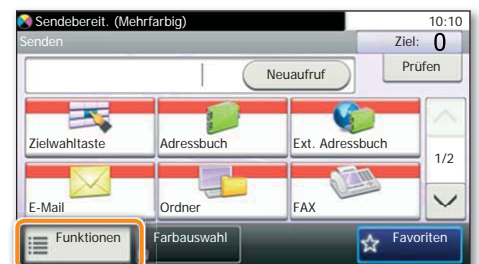 Sendebereit. (Mehrfarbig) 10:10
Senden Ziel: 0
Neuaufruf Prüfen
Zielwahltaste Adressbuch Ext. Adressbuch
1/2
E-Mail Ordner FAX
Funktionen Farbauswahl Favoriten